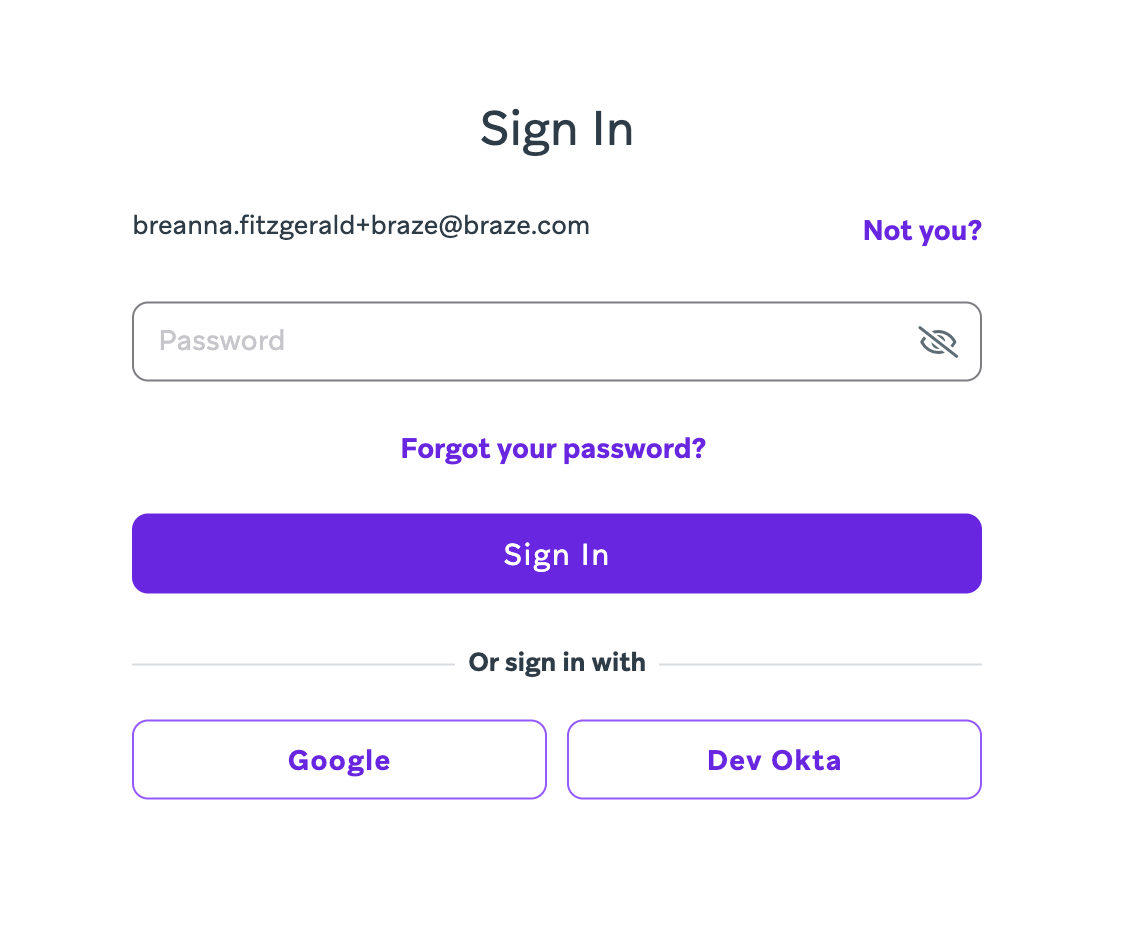 Sign In
breanna.fitzgerald+braze@braze.com Not you?
Password
Forgot your password?
Sign In
Or sign in with
Google Dev Okta